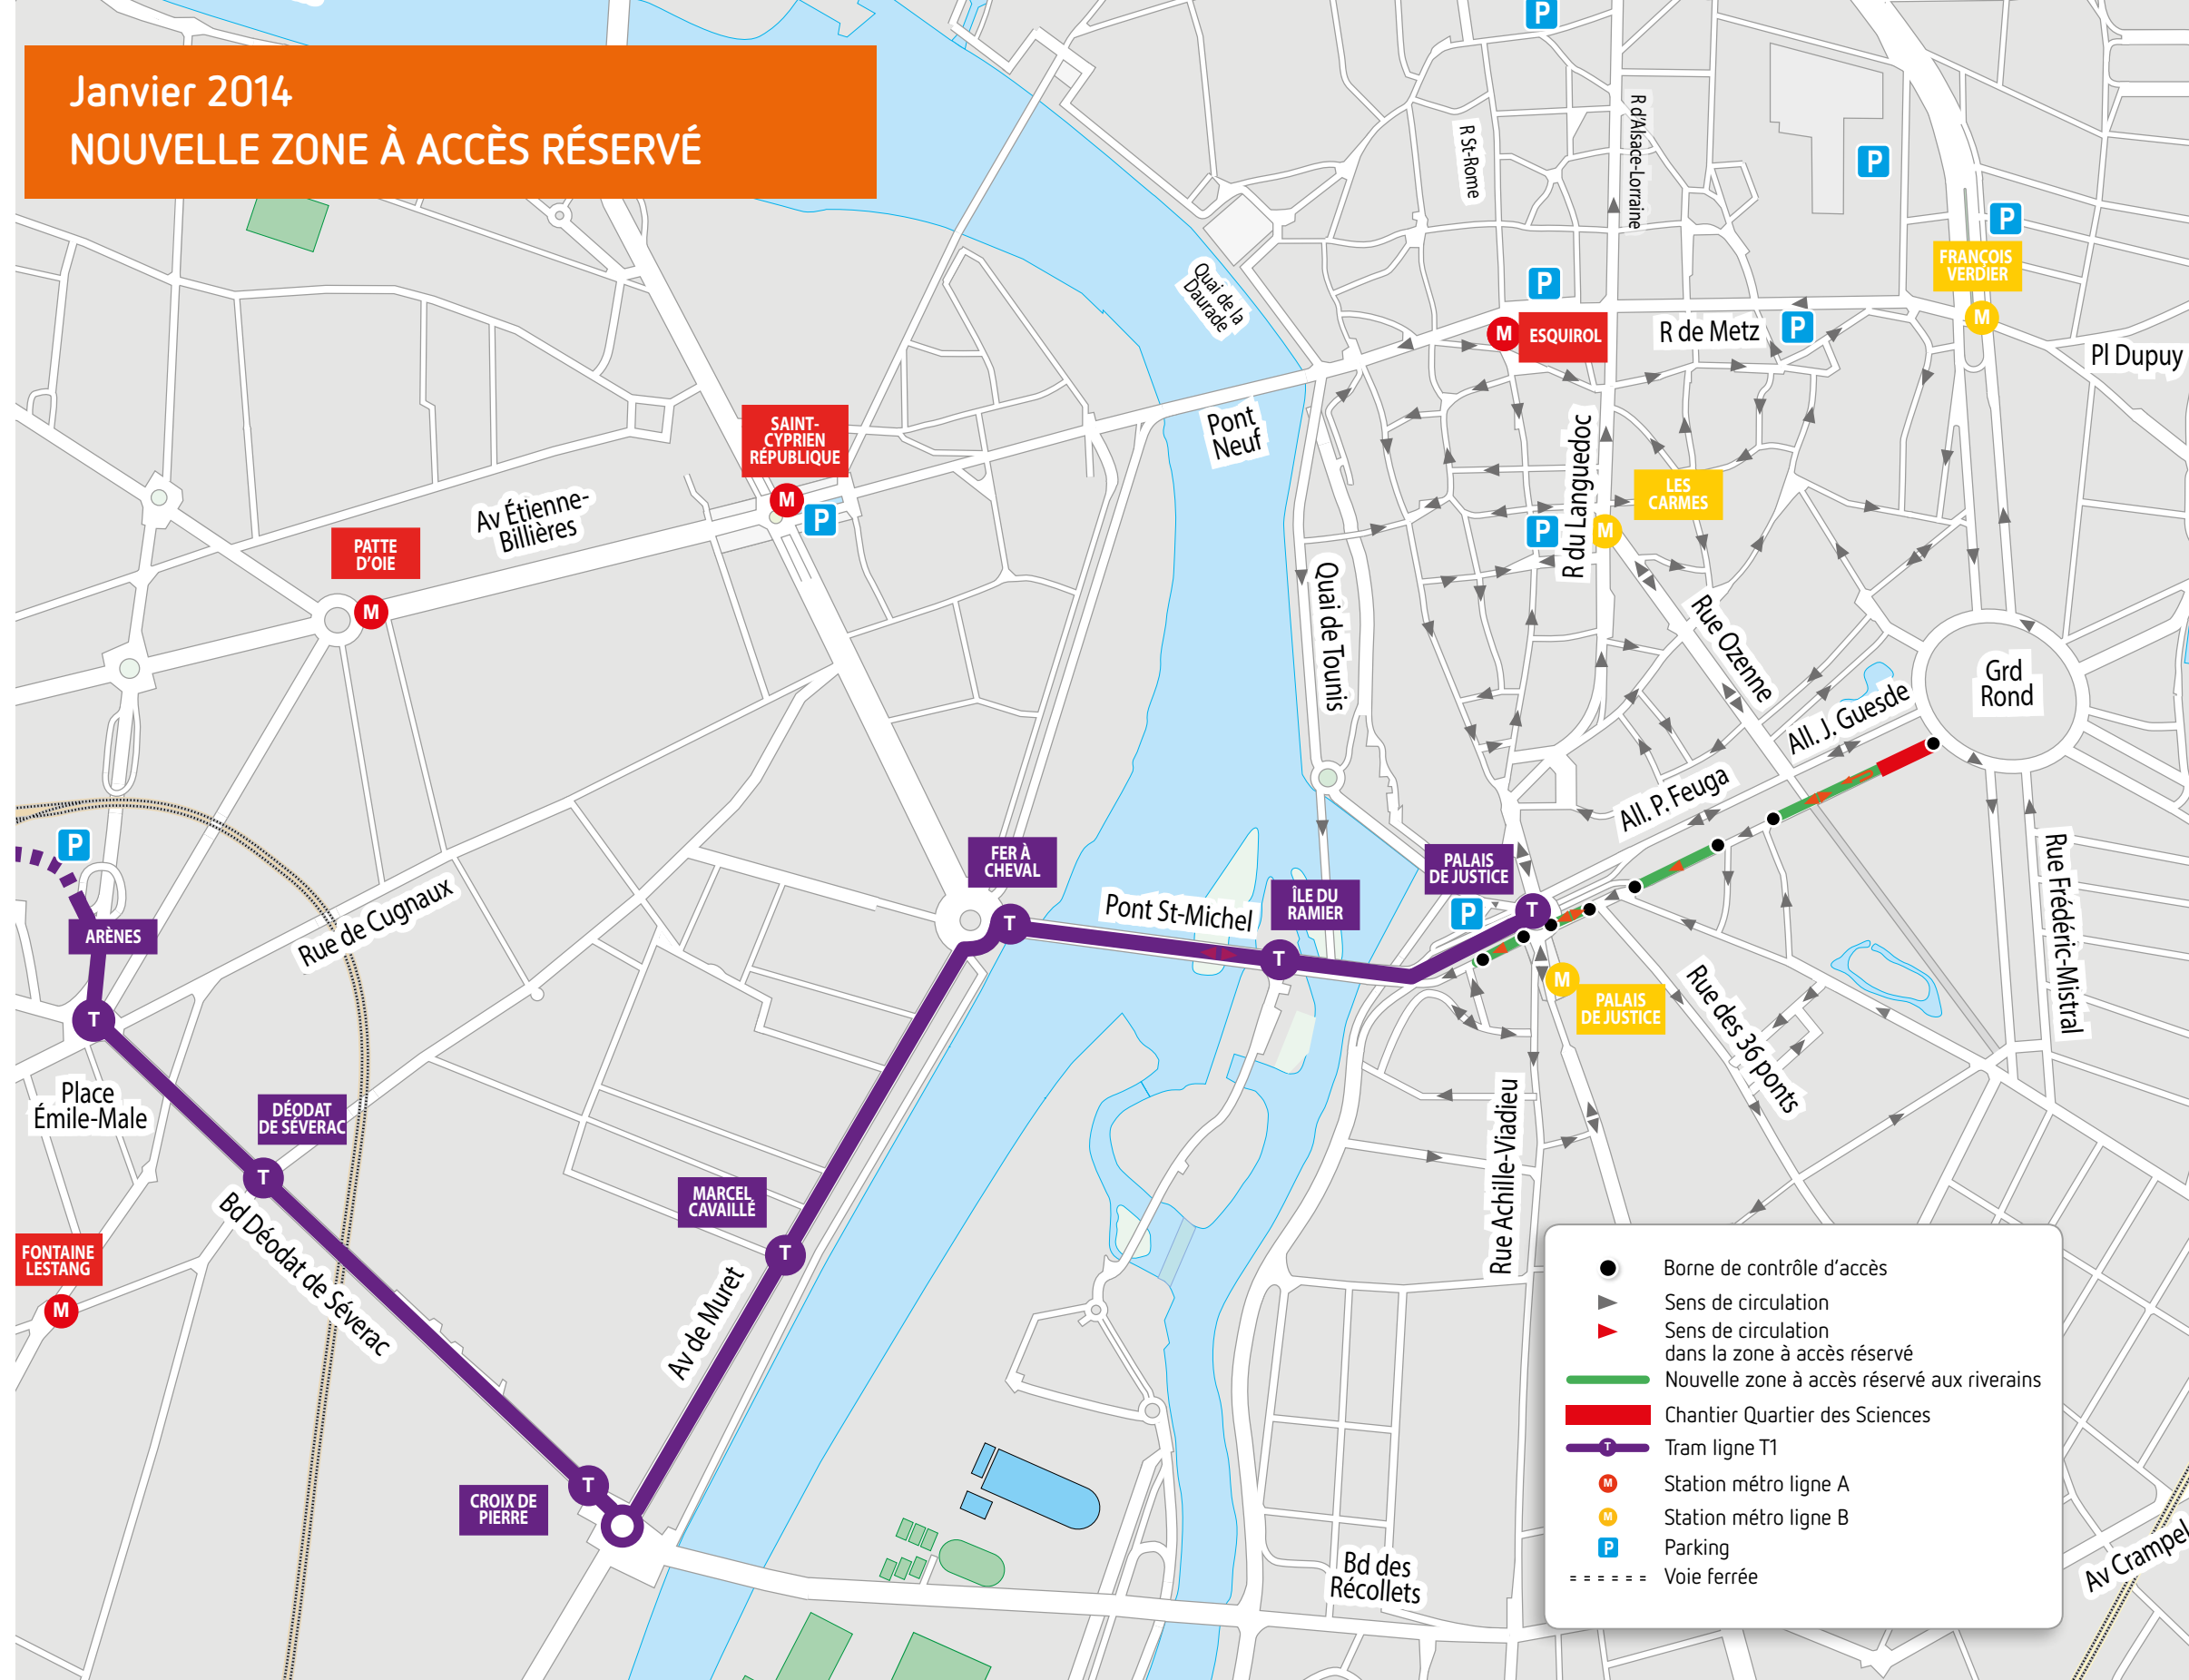 Janvier 2014
NOUVELLE ZONE À ACCÈS RÉSERVÉ
P
R St-Rome
R d'Alsace-Lorraine
P
P
FRANÇOIS
VERDIER
M
Quai de la
Daurade
P
M
ESQUIROL
R de Metz
P
Pl Dupuy
SAINT-
CYPRIEN
RÉPUBLIQUE
M
P
Pont
Neuf
Av Étienne-
Billières
PATTE
D'OIE
M
R du Languedoc
LES
CARMES
P
M
Quai de Tounis
Rue Ozenne
Grd
Rond
All. J. Guesde
All. P. Feuga
P
ARÈNES
T
Rue de Cugnaux
FER À
CHEVAL
T
Pont St-Michel
ÎLE DU
RAMIER
T
PALAIS
DE JUSTICE
P
T
M
PALAIS
DE JUSTICE
Rue des 36 ponts
Rue Frédéric-Mistral
Place
Émile-Male
DÉODAT
DE SÉVERAC
T
Bd Déodat de Séverac
MARCEL
CAVAILLÉ
T
Av de Muret
Rue Achille-Viadieu
FONTAINE
LESTANG
M
CROIX DE
PIERRE
T
Bd des
Récollets
Av Crampel
Borne de contrôle d'accès
Sens de circulation
Sens de circulation
dans la zone à accès réservé
Nouvelle zone à accès réservé aux riverains
Chantier Quartier des Sciences
T Tram ligne T1
M Station métro ligne A
M Station métro ligne B
P Parking
Voie ferrée